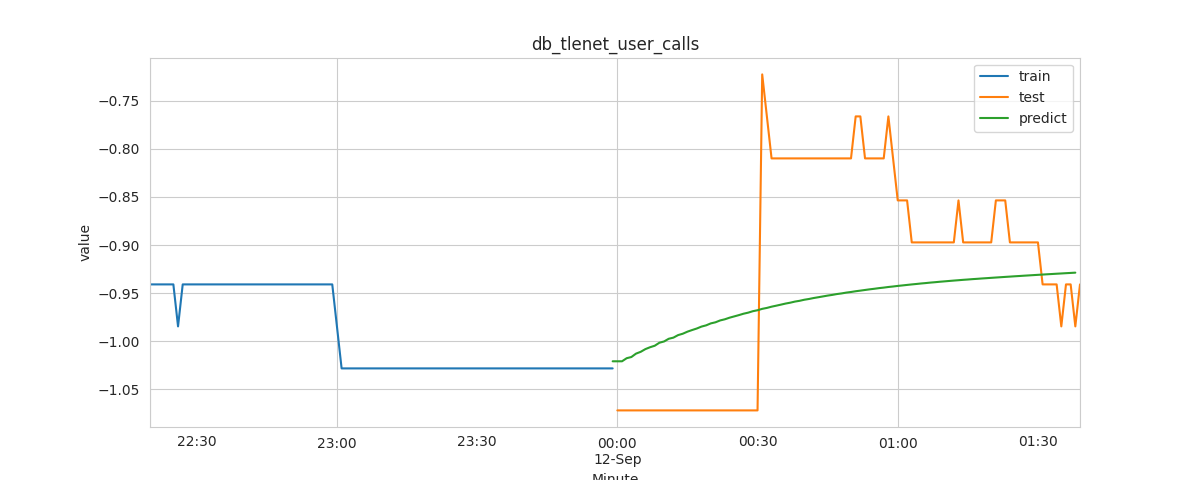 db_tlenet_user_calls
train
test
predict
value
−0.75
−0.80
−0.85
−0.90
−0.95
−1.00
−1.05
22:30
23:00
23:30
00:00
12-Sep
00:30
01:00
01:30
Minute